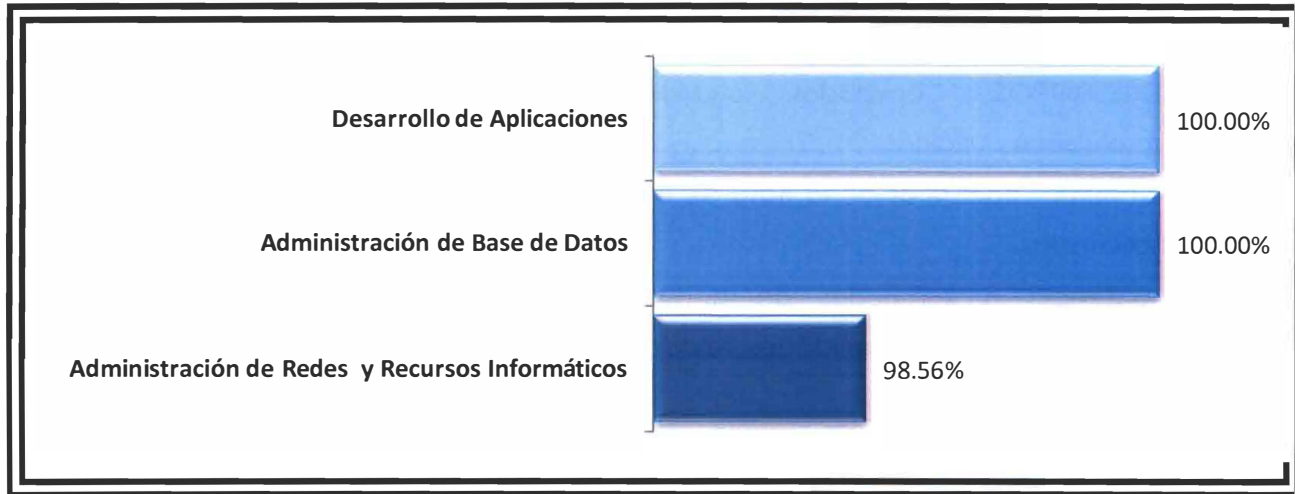 Desarrollo de Aplicaciones
100.00%
Administración de Base de Datos
100.00%
Administración de Redes y Recursos Informáticos
98.56%